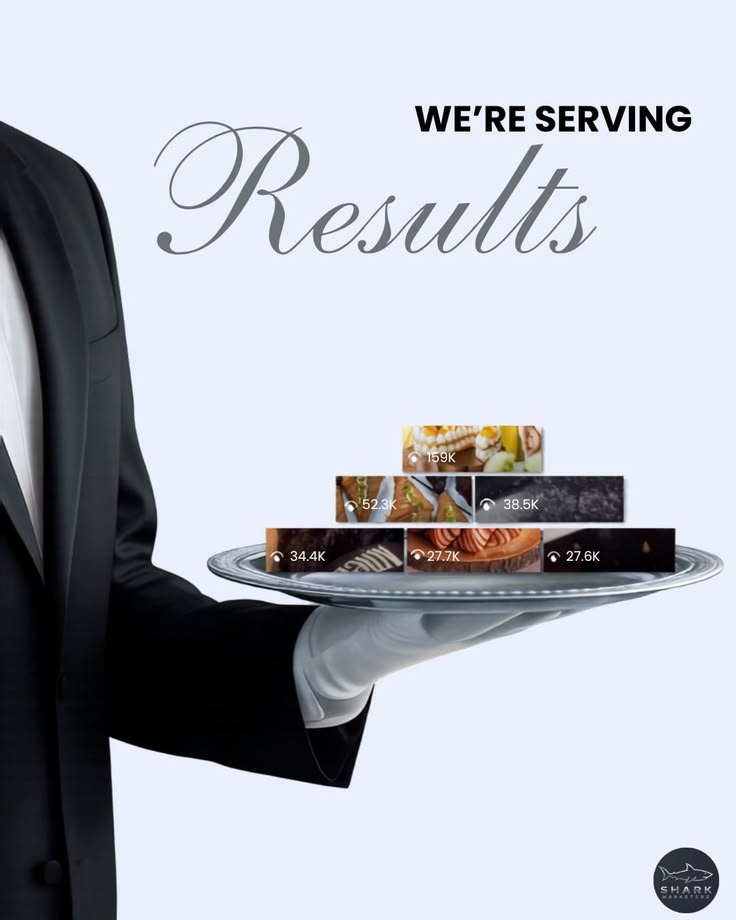 WE’RE SERVING
Results
159K
52.3K 38.5K
34.4K 27.7K 27.6K
SHARK
MARKETERZ